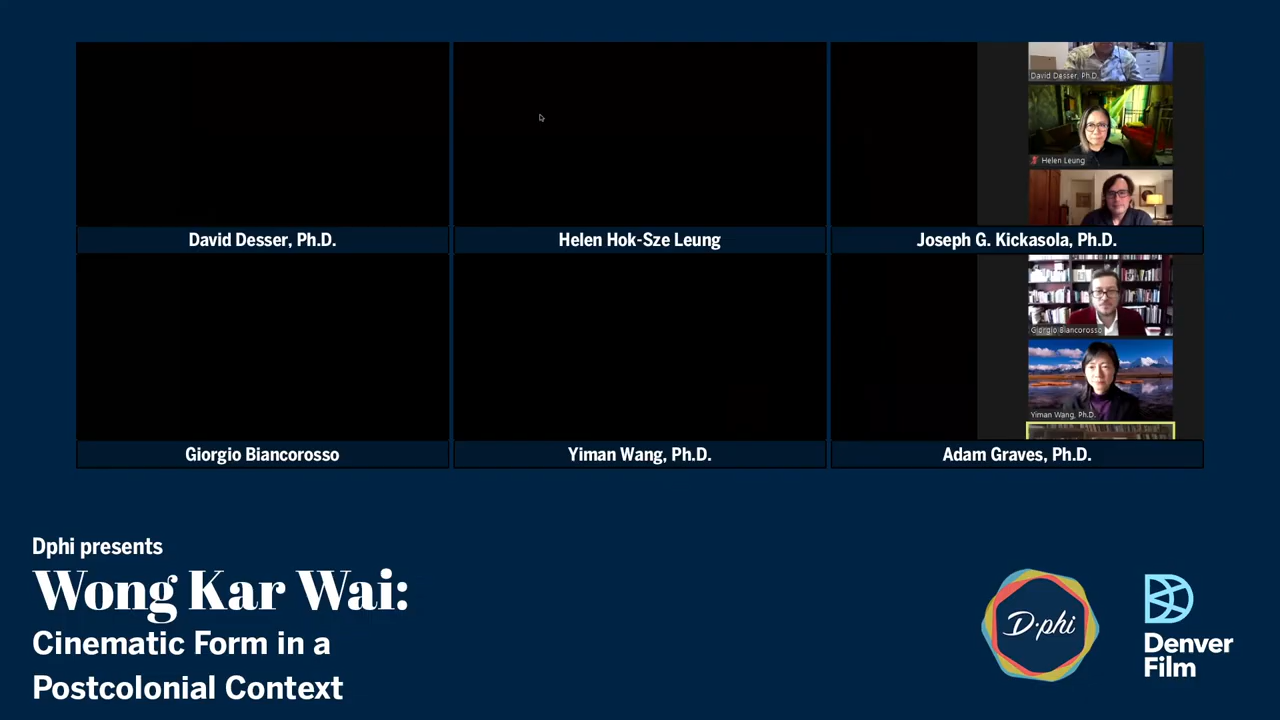 David Desser, Ph.D.
Helen Leung
David Desser, Ph.D.
Helen Hok-Sze Leung
Joseph G. Kickasola, Ph.D.
Giorgio Biancorosso
Yiman Wang, Ph.D.
Giorgio Biancorosso
Yiman Wang, Ph.D.
Adam Graves, Ph.D.
Dphi presents
Wong Kar Wai:
Cinematic Form in a
Postcolonial Context
D·phi
Denver
Film